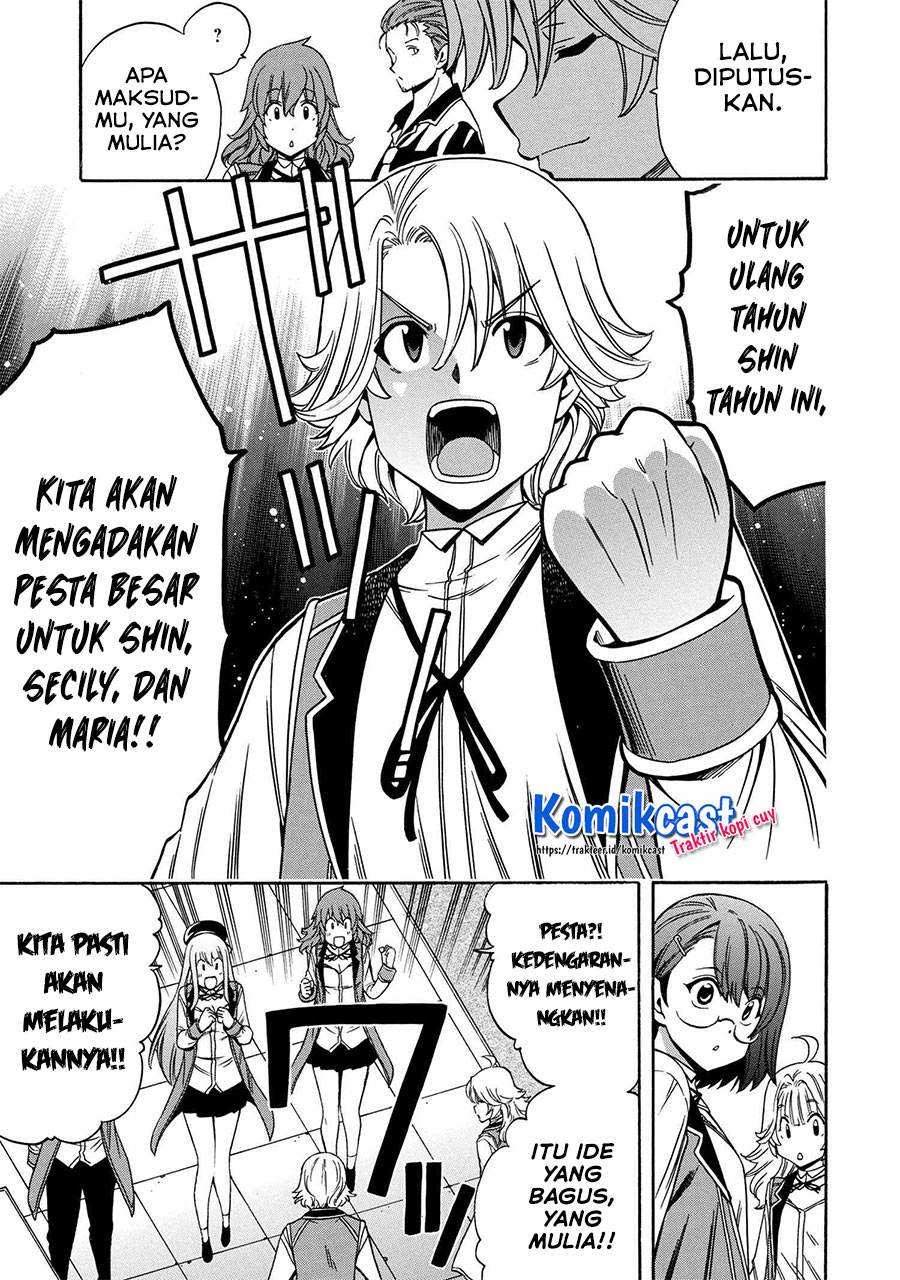 LALU,
DIPUTUS-
KAN.
?
APA
MAKSUD-
MU, YANG
MULIA?
UNTUK
ULANG
TAHUN
SHIN
TAHUN INI,
KITA AKAN
MENGADAKAN
PESTA BESAR
UNTUK SHIN,
SECILY, DAN
MARIA!!
Komikcast
Traktir kopi cuy
https://trakteer.id/komikcast
PESTA?!
KEDENGARAN-
NYA MENYENA-
NGKAN!!
ITU IDE
YANG
BAGUS,
YANG
MULIA!!
ワッ
KITA PASTI
AKAN
MELAKU-
KANNYA!!